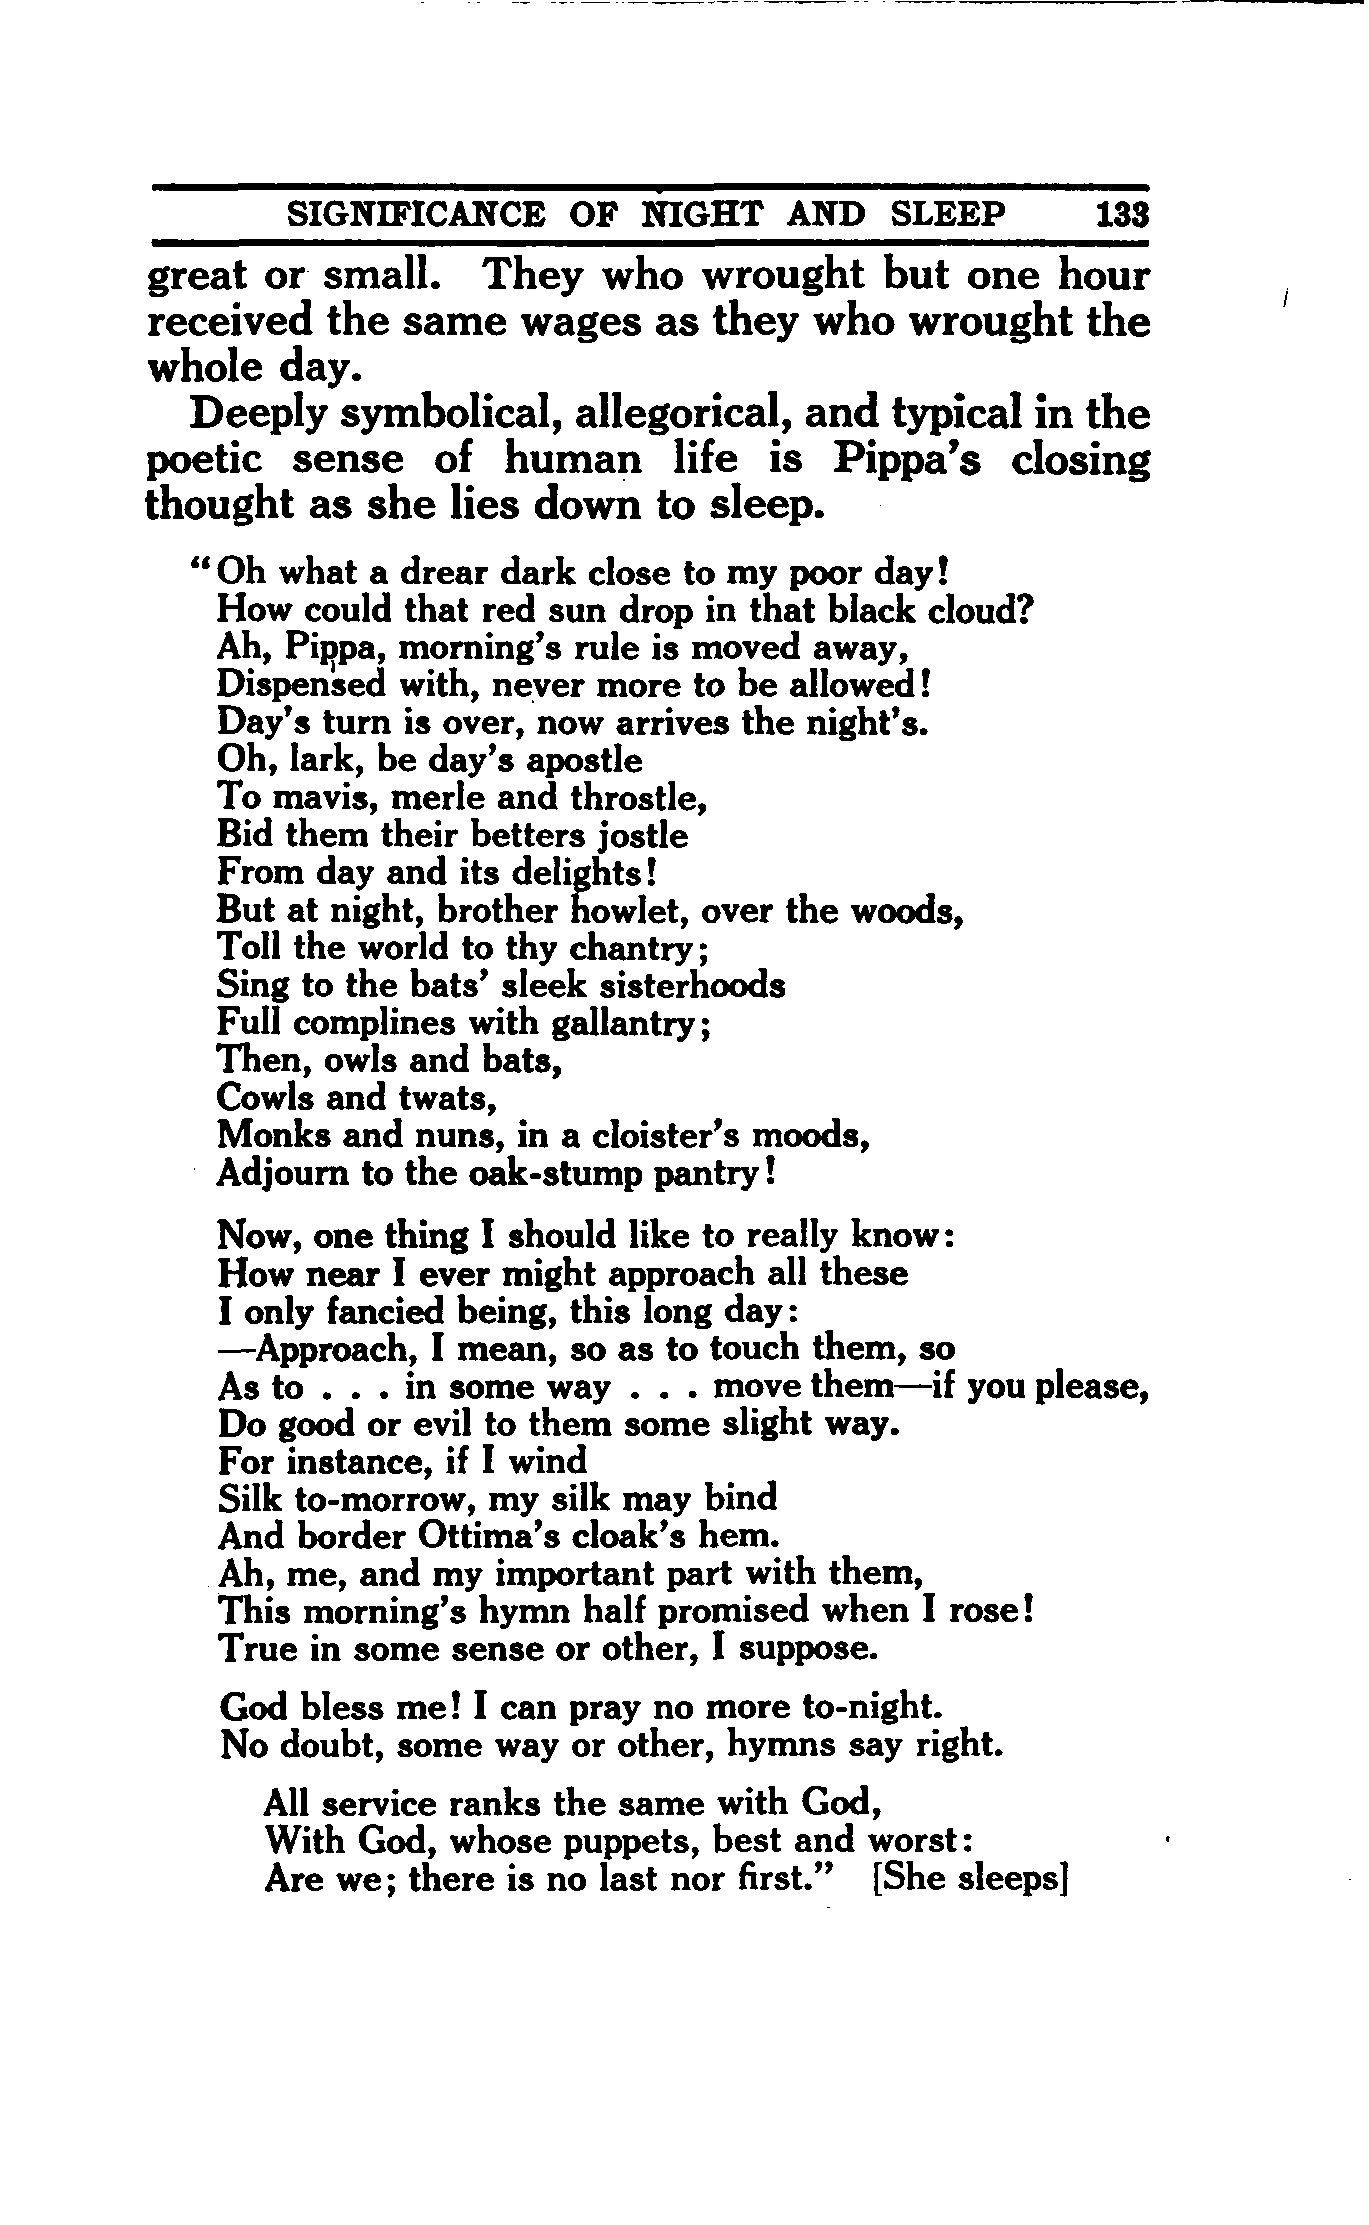 SIGNIFICANCE OF NIGHT AND SLEEP 133
great or small. They who wrought but one hour
received the same wages as they who wrought the
whole day.
Deeply symbolical, allegorical, and typical in the
poetic sense of human life is Pippa's closing
thought as she lies down to sleep.
"Oh what a drear dark close to my poor day!
How could that red sun drop in that black cloud?
Ah, Pippa, morning's rule is moved away,
Dispensed with, never more to be allowed!
Day's turn is over, now arrives the night's.
Oh, lark, be day's apostle
To mavis, merle and throstle,
Bid them their betters jostle
From day and its delights!
But at night, brother howlet, over the woods,
Toll the world to thy chantry;
Sing to the bats' sleek sisterhoods
Full complines with gallantry;
Then, owls and bats,
Cowls and twats,
Monks and nuns, in a cloister's moods,
Adjourn to the oak-stump pantry!
Now, one thing I should like to really know:
How near I ever might approach all these
I only fancied being, this long day:
—Approach, I mean, so as to touch them, so
As to . . . in some way . . . move them—if you please,
Do good or evil to them some slight way.
For instance, if I wind
Silk to-morrow, my silk may bind
And border Ottima's cloak's hem.
Ah, me, and my important part with them,
This morning's hymn half promised when I rose!
True in some sense or other, I suppose.
God bless me! I can pray no more to-night.
No doubt, some way or other, hymns say right.
All service ranks the same with God,
With God, whose puppets, best and worst:
Are we; there is no last nor first." [She sleeps]